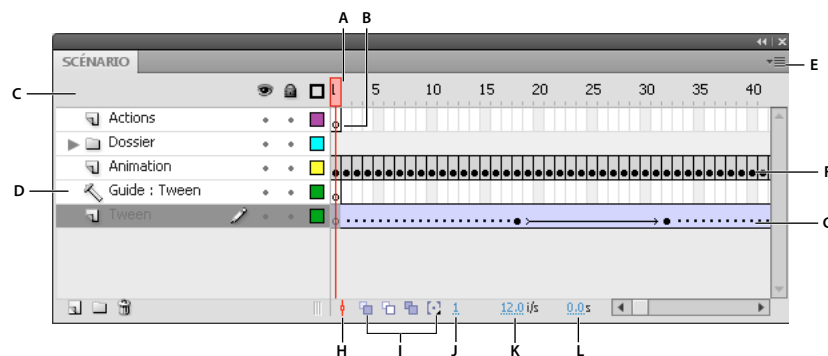 A B
SCÉNARIO
E
C
1 5 10 15 20 25 30 35 40
Actions
B
Dossier
Animation
F
D
Guide : Tween
Tween
G
1 12.0 i/s 0.0 s
H I J K L